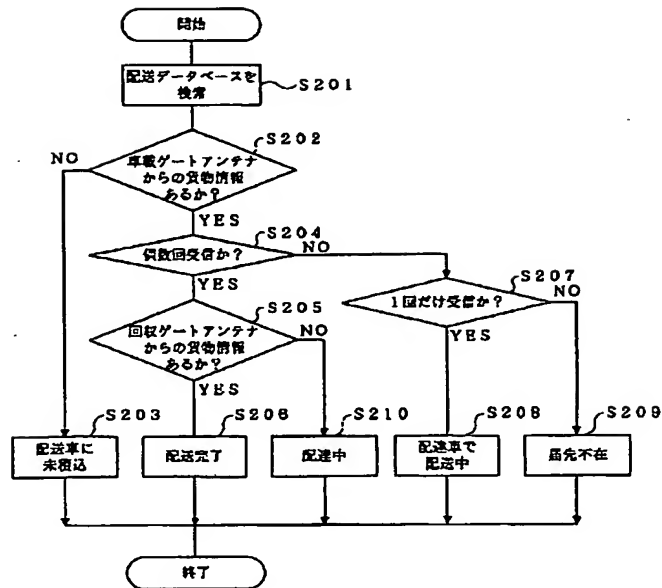 開始
配送データベースを
検索
S201
S202
NO
車載ゲートアンテナ
からの貨物情報
あるか?
YES
S204
偶数回受信か?
NO
YES
S207
1回だけ受信か?
NO
YES
S205
回収ゲートアンテナ
からの貨物情報
あるか?
NO
YES
S203
配送車に
未積込
S206
配送完了
S210
配達中
S208
配達車で
配送中
S209
届先不在
終了